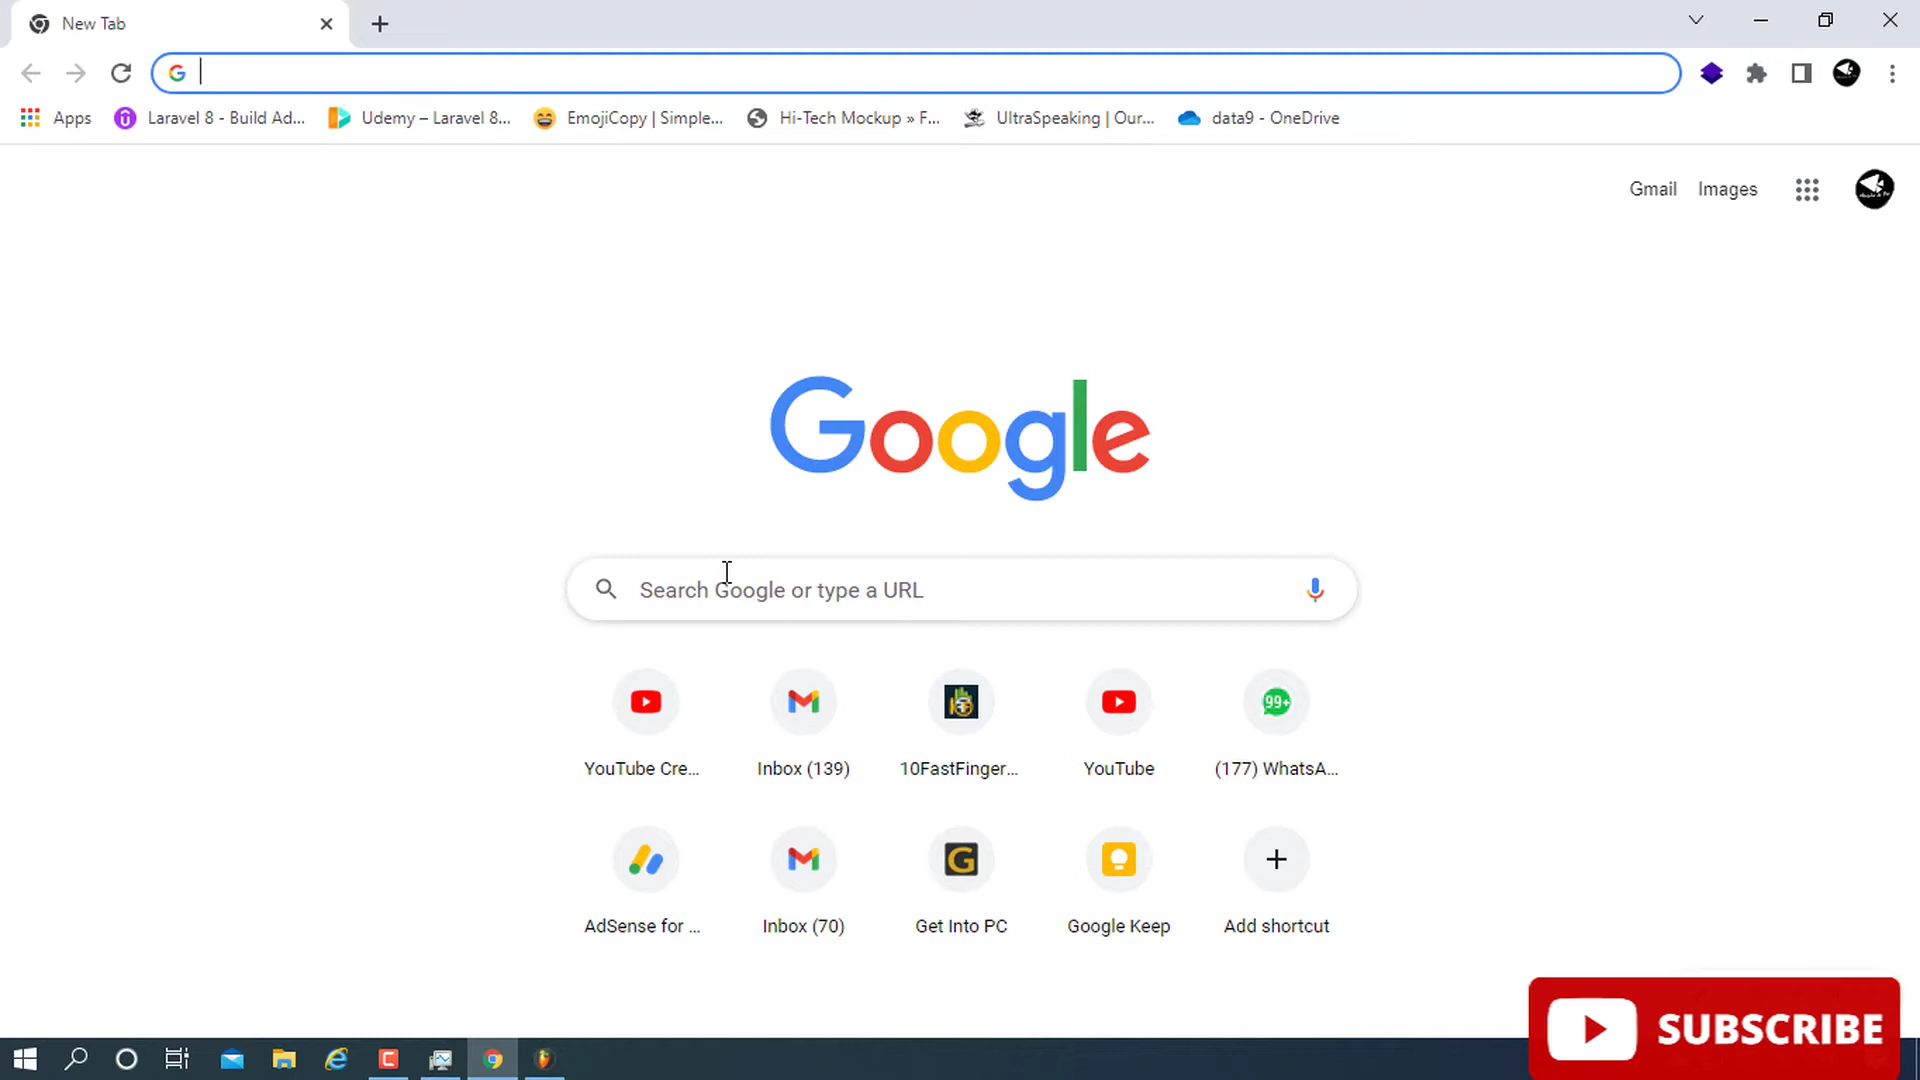 New Tab
Apps
Laravel 8 - Build Ad...
Udemy – Laravel 8...
EmojiCopy | Simple...
Hi-Tech Mockup » F...
UltraSpeaking | Our...
data9 - OneDrive
Gmail
Images
Google
Search Google or type a URL
99+
YouTube Cre...
Inbox (139)
10FastFinger...
YouTube
(177) WhatsA...
AdSense for ...
Inbox (70)
Get Into PC
Google Keep
Add shortcut
SUBSCRIBE